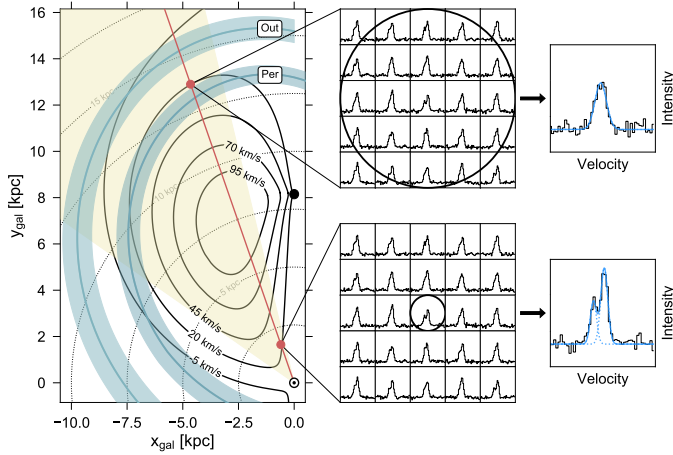 16
14
12
10
8
6
4
2
0
y_gal [kpc]
Out
Per
15 kpc
10 kpc
5 kpc
70 km/s
95 km/s
45 km/s
20 km/s
-5 km/s
−10.0 −7.5 −5.0 −2.5 0.0
x_gal [kpc]
Intensity
Velocity
Intensity
Velocity